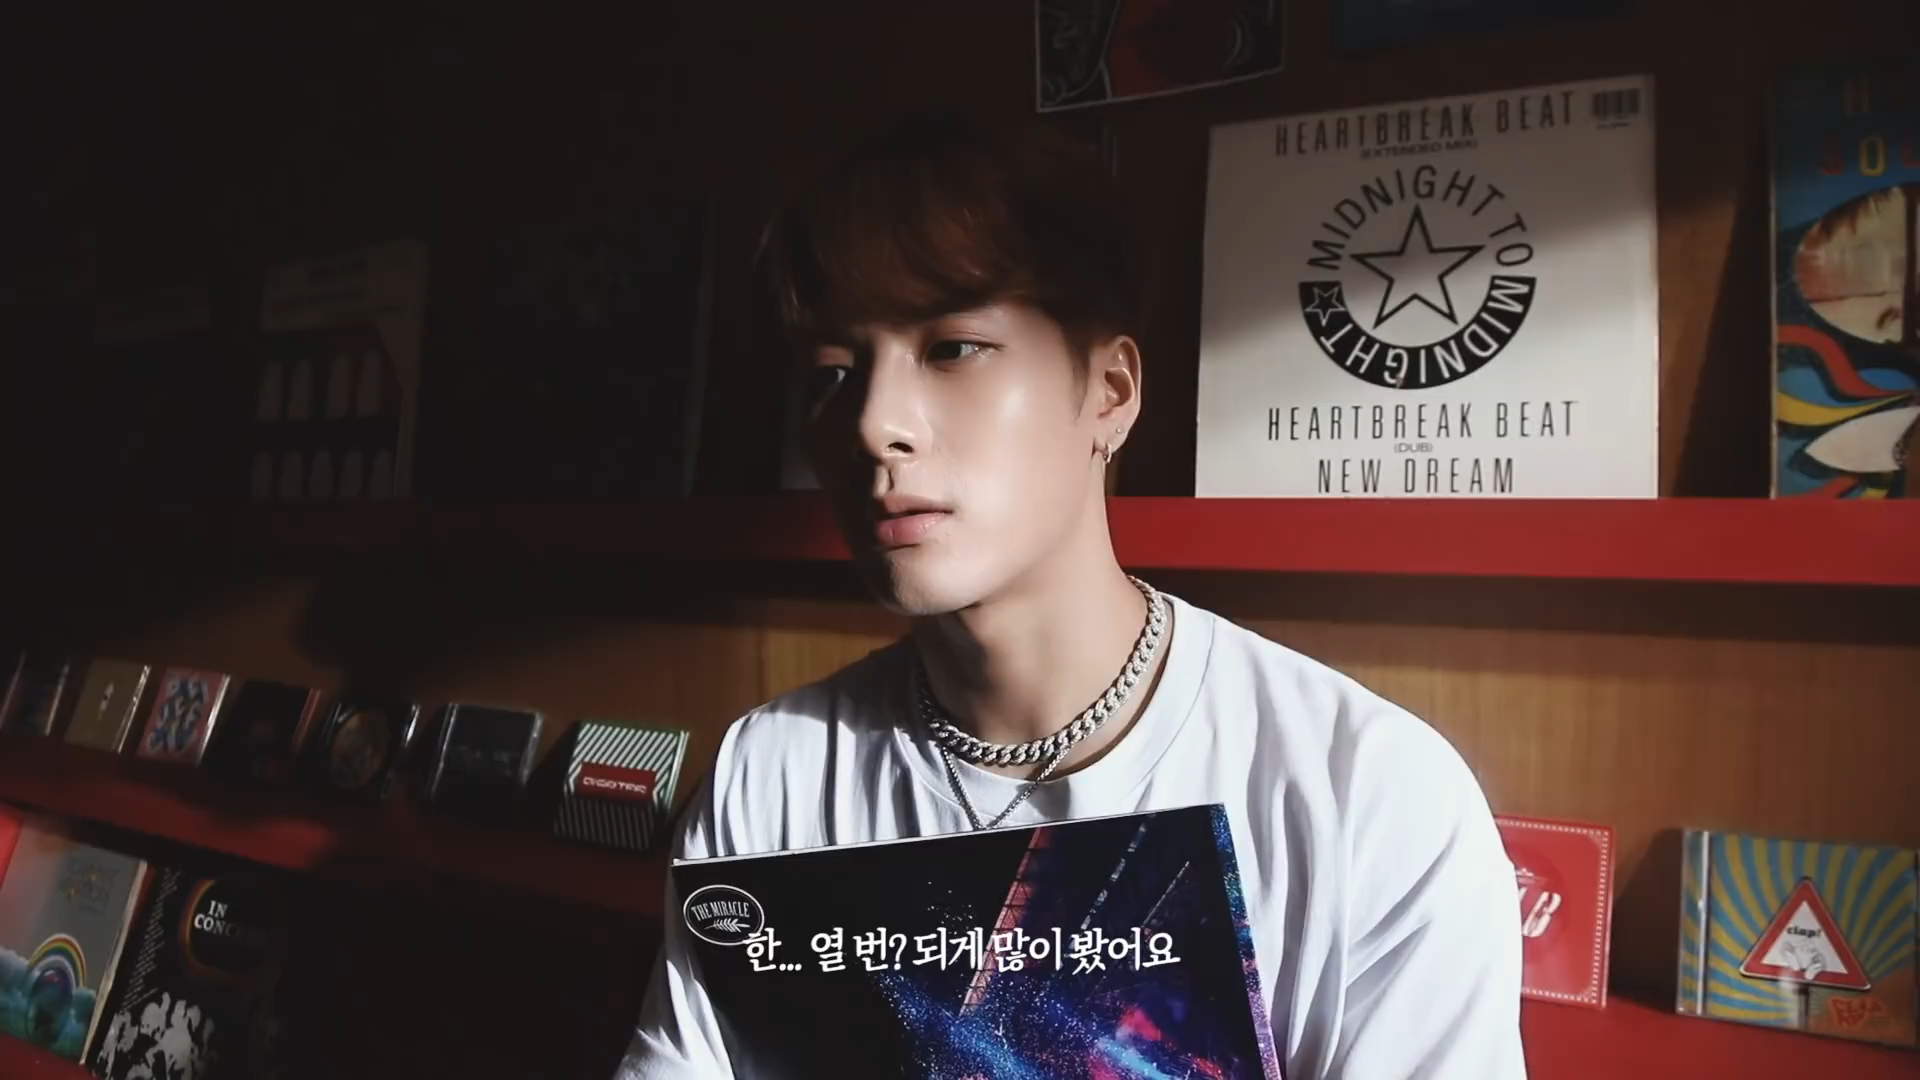 HEARTBREAK BEAT
(EXTENDED MIX)
MIDNIGHT TO MIDNIGHT
HEARTBREAK BEAT
(DUB)
NEW DREAM
IN
CONCERT
clap!
THE MIRACLE
한... 열 번? 되게 많이 봤어요